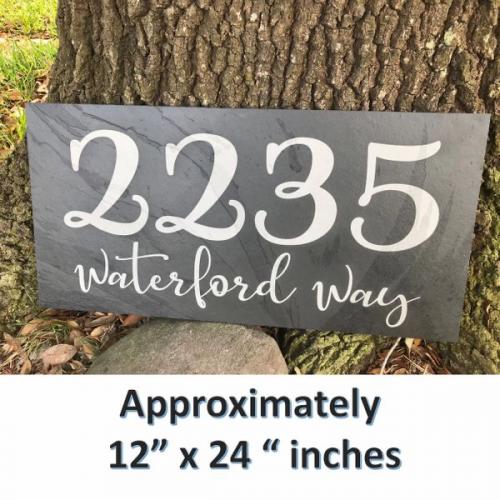 2235
Waterford Way
Approximately
12” x 24 “ inches